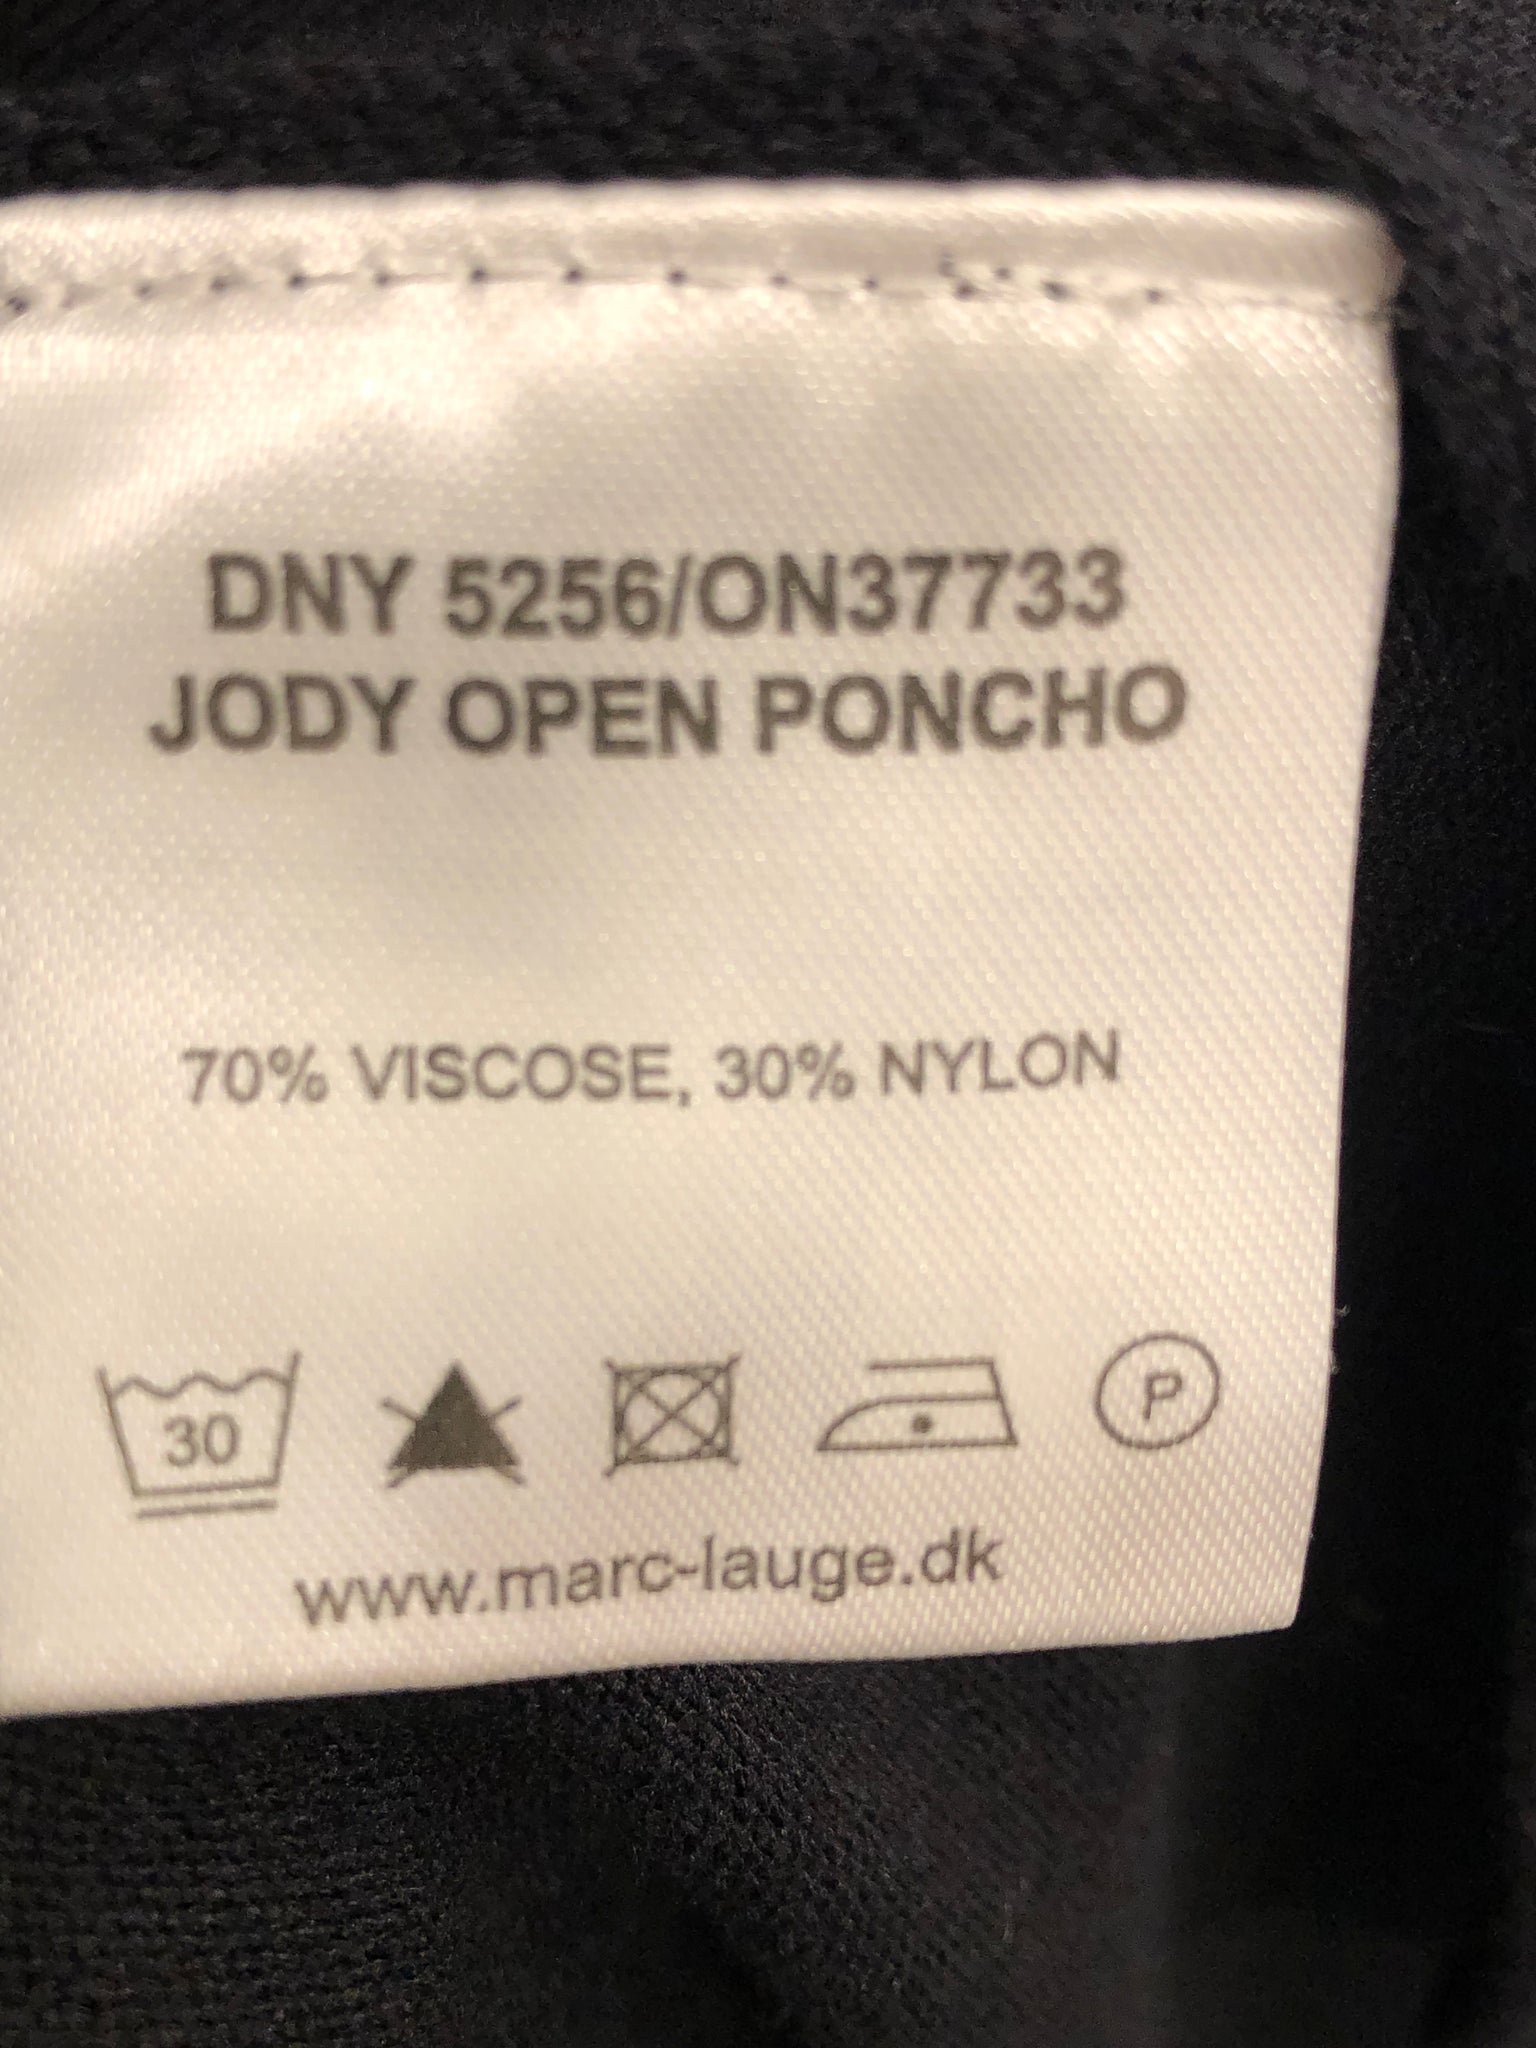 DNY 5256/ON37733
JODY OPEN PONCHO
70% VISCOSE, 30% NYLON
30 P
www.marc-lauge.dk